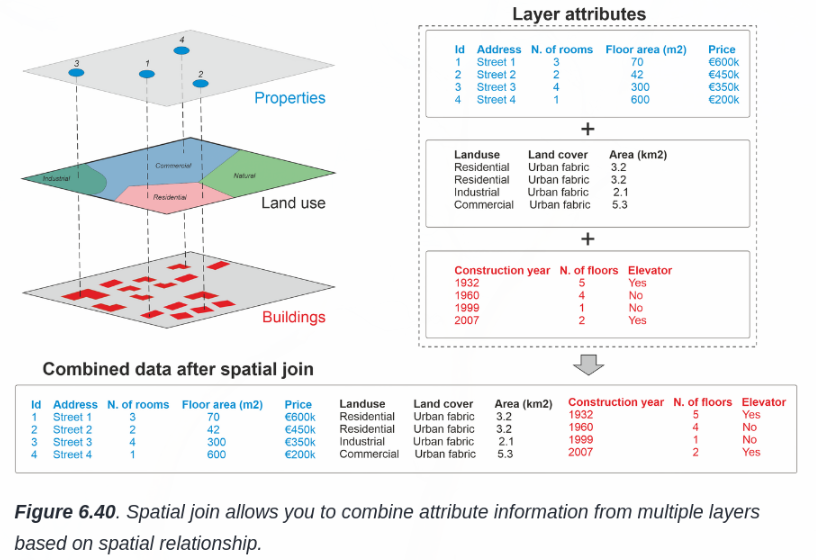 Layer attributes
4
3
1
2
Properties
Id Address N. of rooms Floor area (m2) Price
1 Street 1 3 70 €600k
2 Street 2 2 42 €450k
3 Street 3 4 300 €350k
4 Street 4 1 600 €200k
+
Commercial
Industrial
Natural
Residential
Land use
Landuse Land cover Area (km2)
Residential Urban fabric 3.2
Residential Urban fabric 3.2
Industrial Urban fabric 2.1
Commercial Urban fabric 5.3
+
Buildings
Construction year N. of floors Elevator
1932 5 Yes
1960 4 No
1999 1 No
2007 2 Yes
Combined data after spatial join
Id Address N. of rooms Floor area (m2) Price Landuse Land cover Area (km2) Construction year N. of floors Elevator
1 Street 1 3 70 €600k Residential Urban fabric 3.2 1932 5 Yes
2 Street 2 2 42 €450k Residential Urban fabric 3.2 1960 4 No
3 Street 3 4 300 €350k Industrial Urban fabric 2.1 1999 1 No
4 Street 4 1 600 €200k Commercial Urban fabric 5.3 2007 2 Yes
Figure 6.40. Spatial join allows you to combine attribute information from multiple layers
based on spatial relationship.